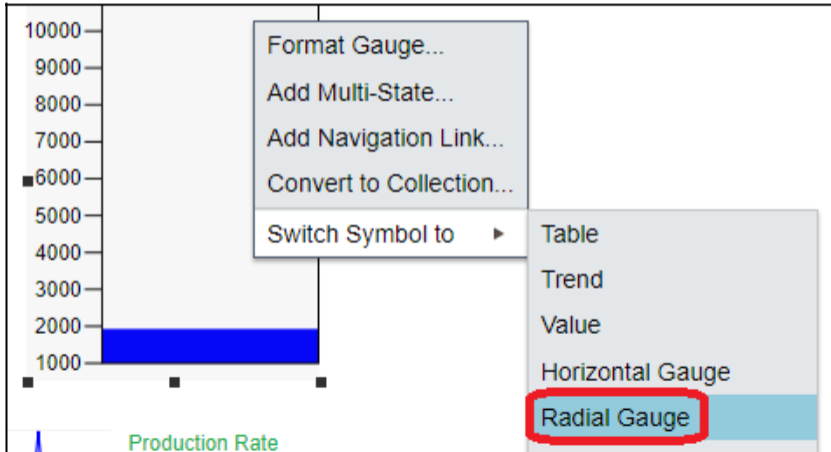 10000
9000
8000
7000
6000
5000
4000
3000
2000
1000
Format Gauge...
Add Multi-State...
Add Navigation Link...
Convert to Collection...
Switch Symbol to
Table
Trend
Value
Horizontal Gauge
Radial Gauge
Production Rate